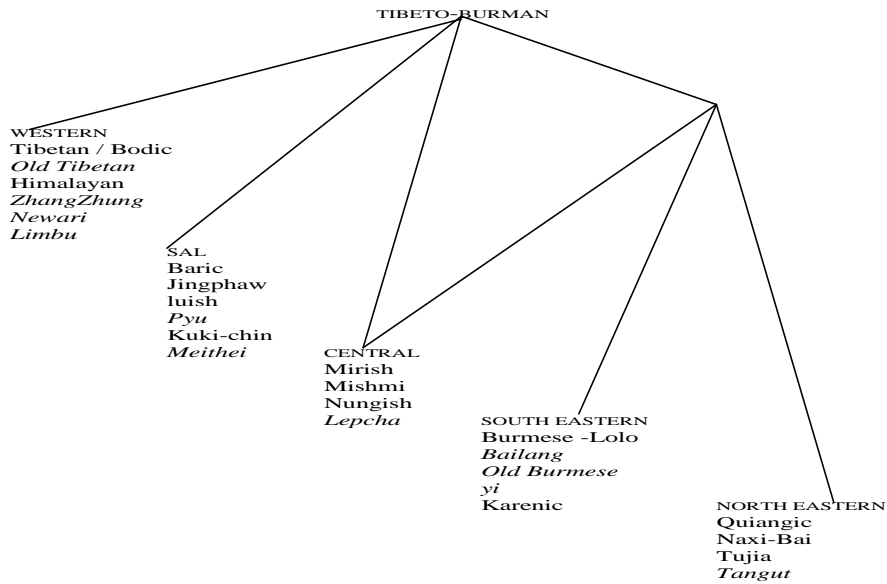 TIBETO-BURMAN
WESTERN
Tibetan / Bodic
Old Tibetan
Himalayan
ZhangZhung
Newari
Limbu
SAL
Baric
Jingphaw
luish
Pyu
Kuki-chin
Meithei
CENTRAL
Mirish
Mishmi
Nungish
Lepcha
SOUTH EASTERN
Burmese -Lolo
Bailang
Old Burmese
yi
Karenic
NORTH EASTERN
Quiangic
Naxi-Bai
Tujia
Tangut